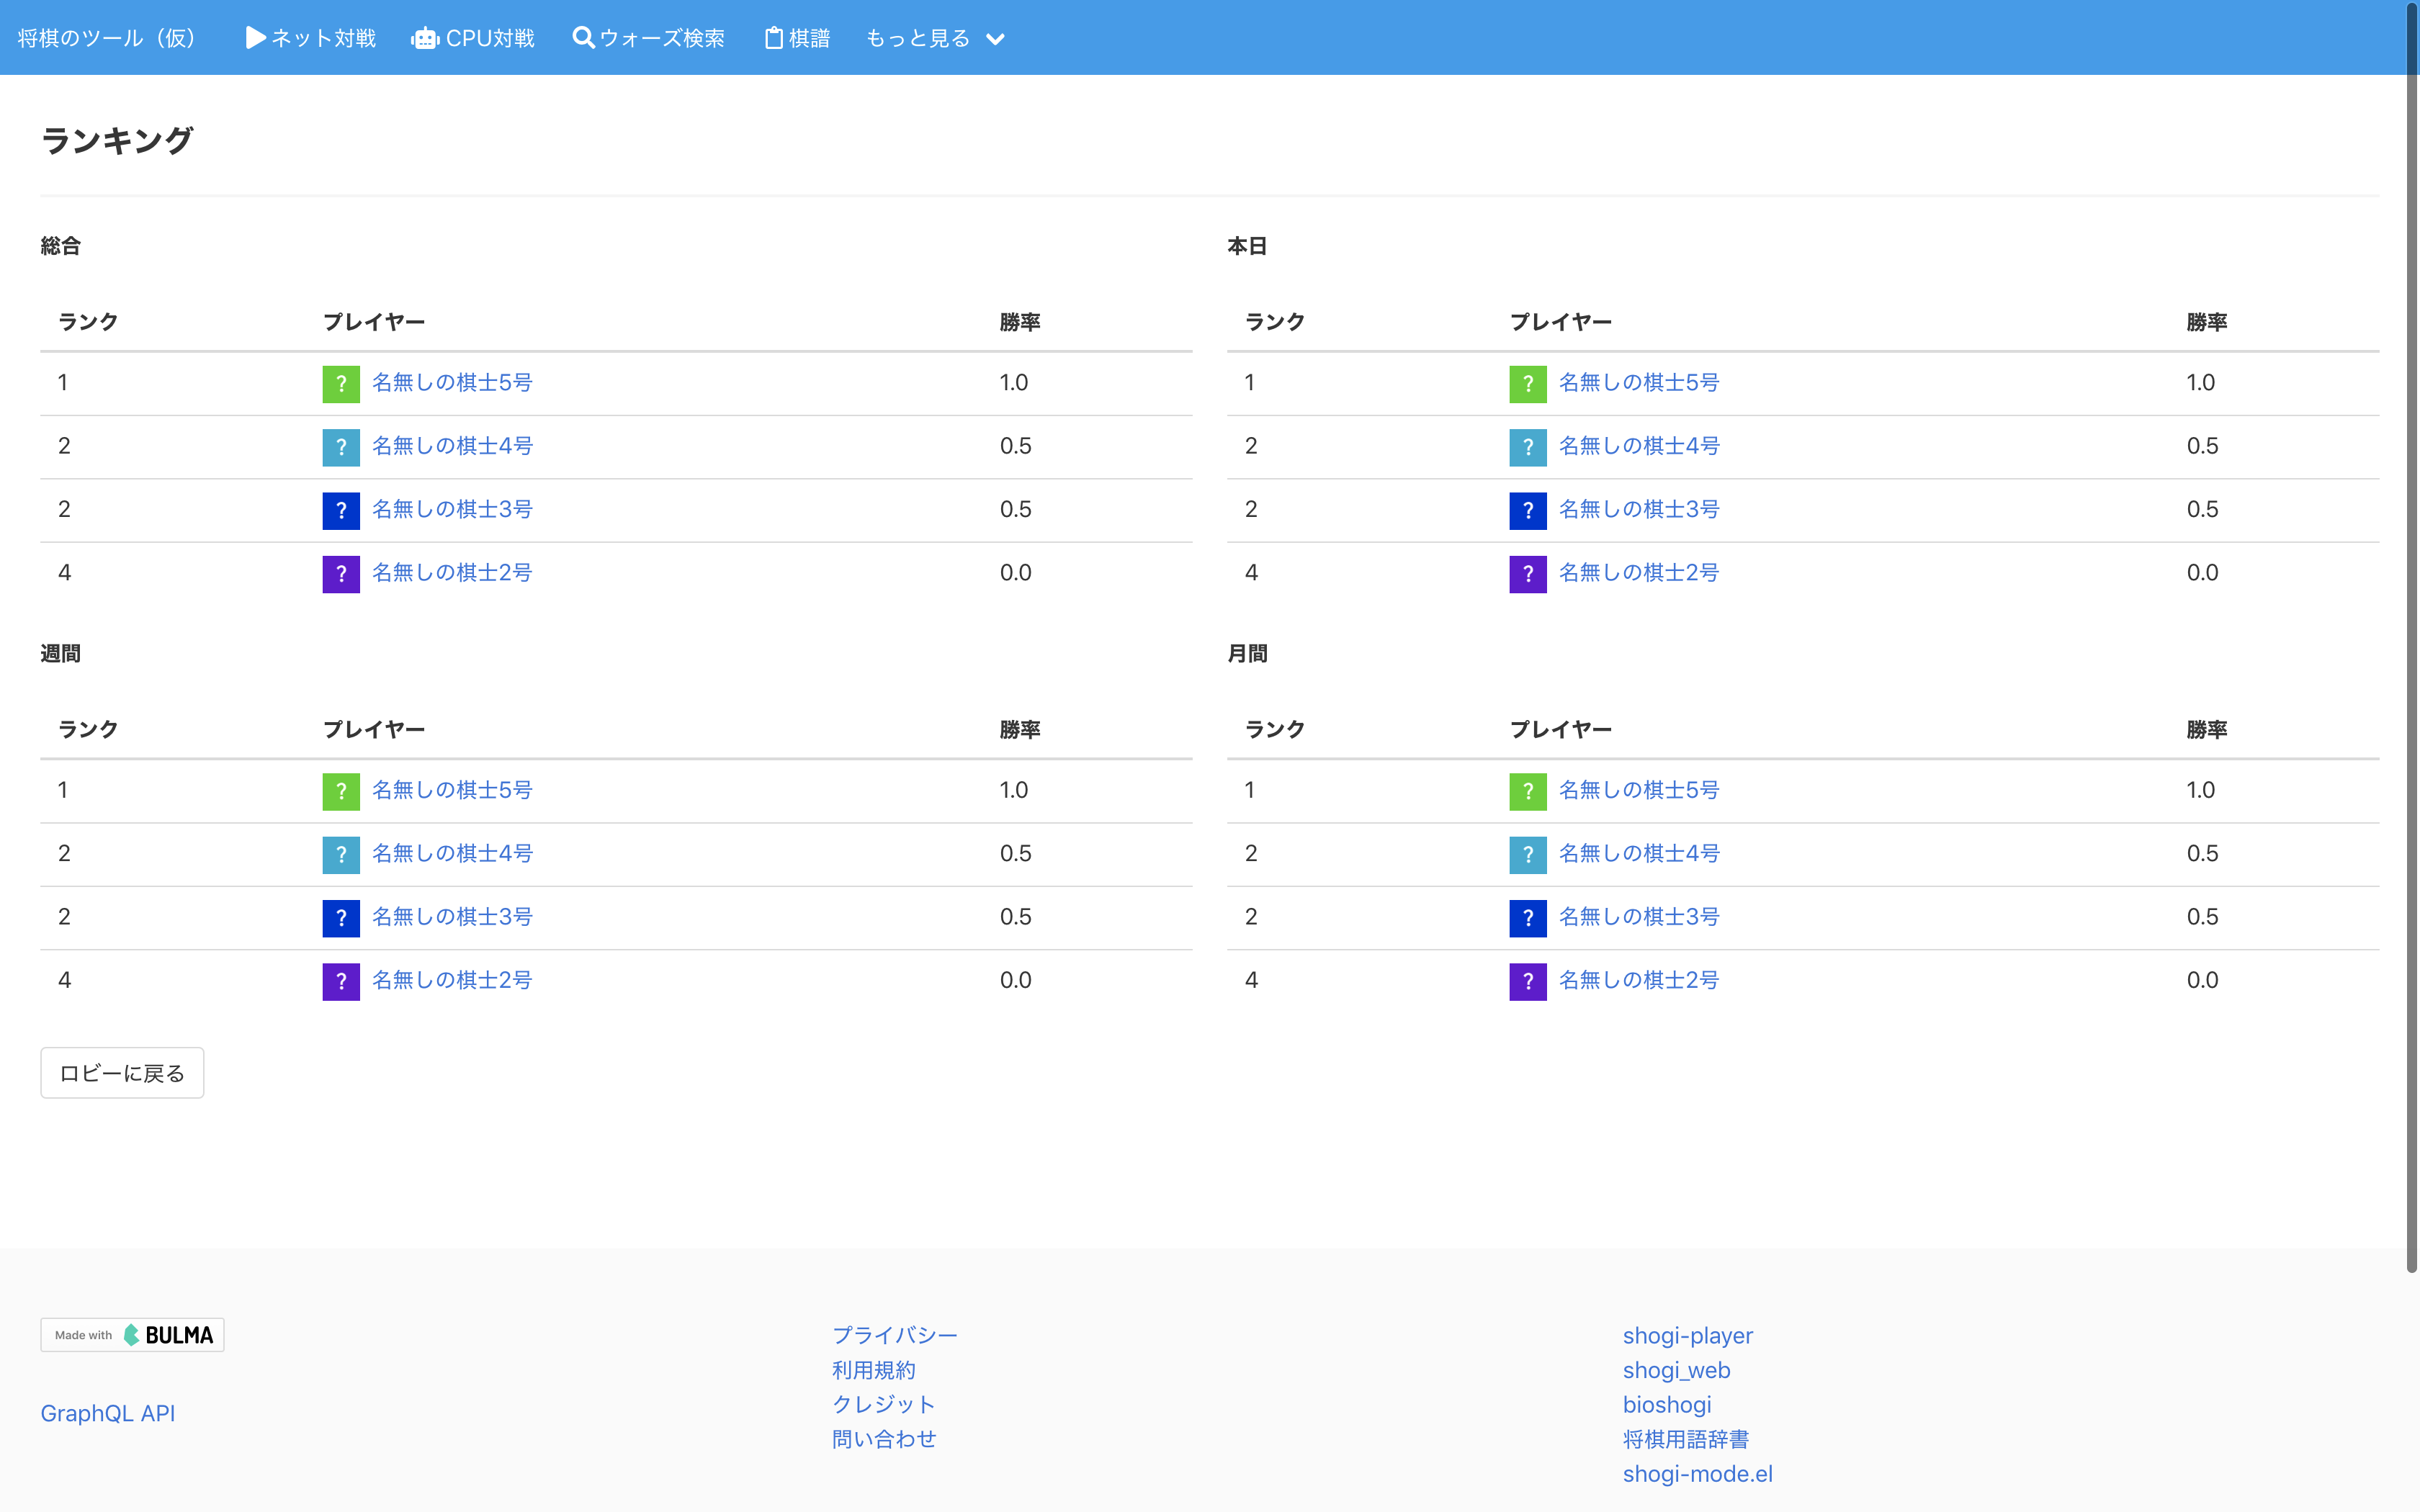 将棋のツール（仮） ネット対戦 CPU対戦 ウォーズ検索 棋譜 もっと見る
ランキング
総合
ランク プレイヤー 勝率
1 ? 名無しの棋士5号 1.0
2 ? 名無しの棋士4号 0.5
2 ? 名無しの棋士3号 0.5
4 ? 名無しの棋士2号 0.0
本日
ランク プレイヤー 勝率
1 ? 名無しの棋士5号 1.0
2 ? 名無しの棋士4号 0.5
2 ? 名無しの棋士3号 0.5
4 ? 名無しの棋士2号 0.0
週間
ランク プレイヤー 勝率
1 ? 名無しの棋士5号 1.0
2 ? 名無しの棋士4号 0.5
2 ? 名無しの棋士3号 0.5
4 ? 名無しの棋士2号 0.0
月間
ランク プレイヤー 勝率
1 ? 名無しの棋士5号 1.0
2 ? 名無しの棋士4号 0.5
2 ? 名無しの棋士3号 0.5
4 ? 名無しの棋士2号 0.0
ロビーに戻る
Made with BULMA
GraphQL API
プライバシー
利用規約
クレジット
問い合わせ
shogi-player
shogi_web
bioshogi
将棋用語辞書
shogi-mode.el